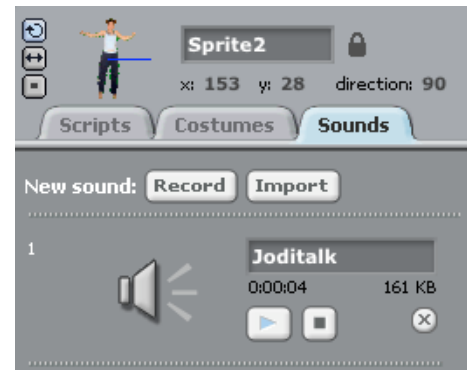 Sprite2
x: 153 y: 28 direction: 90
Scripts Costumes Sounds
New sound: Record Import
1
Joditalk
0:00:04 161 KB